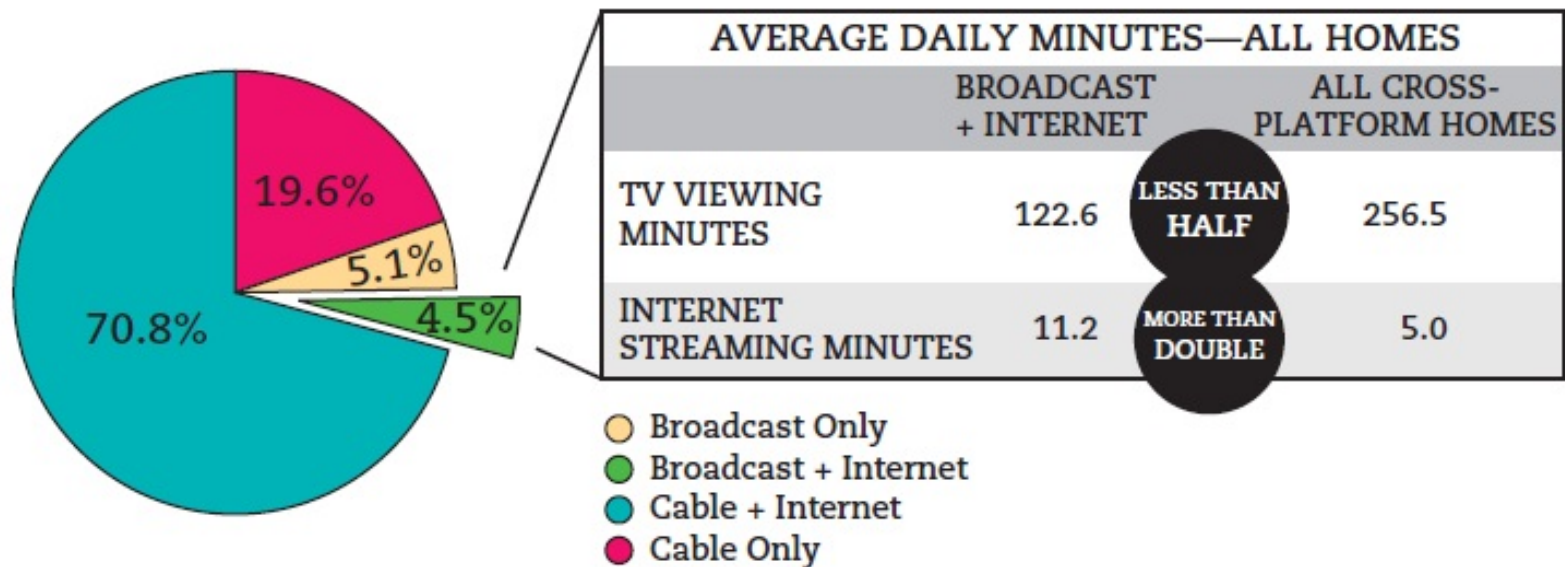 19.6%
5.1%
4.5%
70.8%
AVERAGE DAILY MINUTES—ALL HOMES
BROADCAST
+ INTERNET
ALL CROSS-
PLATFORM HOMES
TV VIEWING
MINUTES
122.6
LESS THAN
HALF
256.5
INTERNET
STREAMING MINUTES
11.2
MORE THAN
DOUBLE
5.0
Broadcast Only
Broadcast + Internet
Cable + Internet
Cable Only